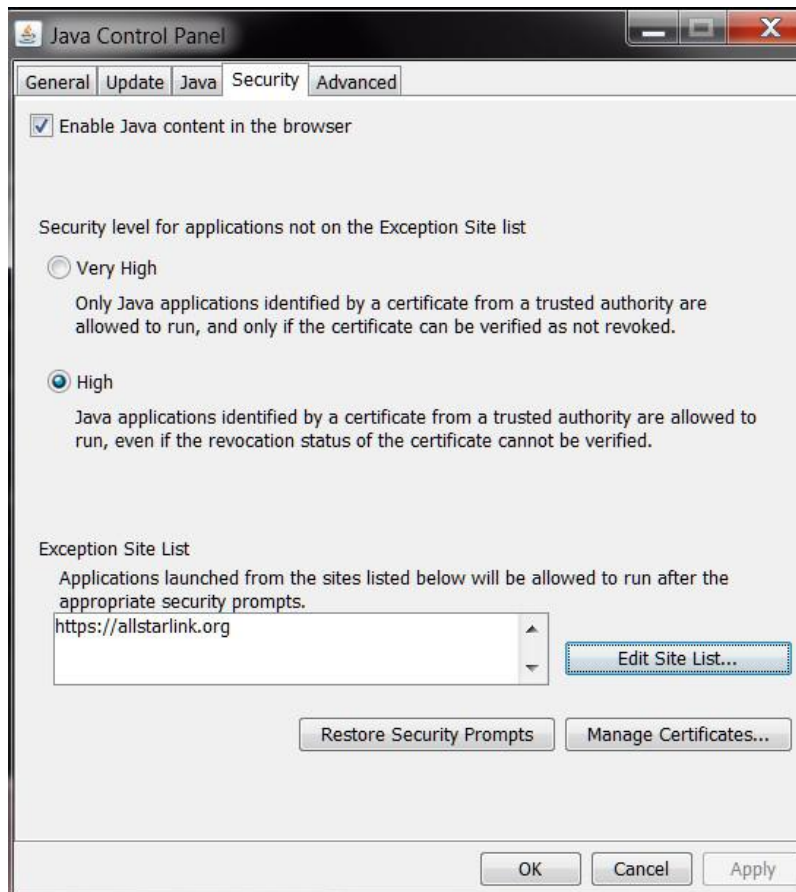 Java Control Panel
General Update Java Security Advanced
Enable Java content in the browser
Security level for applications not on the Exception Site list
Very High
Only Java applications identified by a certificate from a trusted authority are
allowed to run, and only if the certificate can be verified as not revoked.
High
Java applications identified by a certificate from a trusted authority are allowed to
run, even if the revocation status of the certificate cannot be verified.
Exception Site List
Applications launched from the sites listed below will be allowed to run after the
appropriate security prompts.
https://allstarlink.org
Edit Site List...
Restore Security Prompts Manage Certificates...
OK Cancel Apply